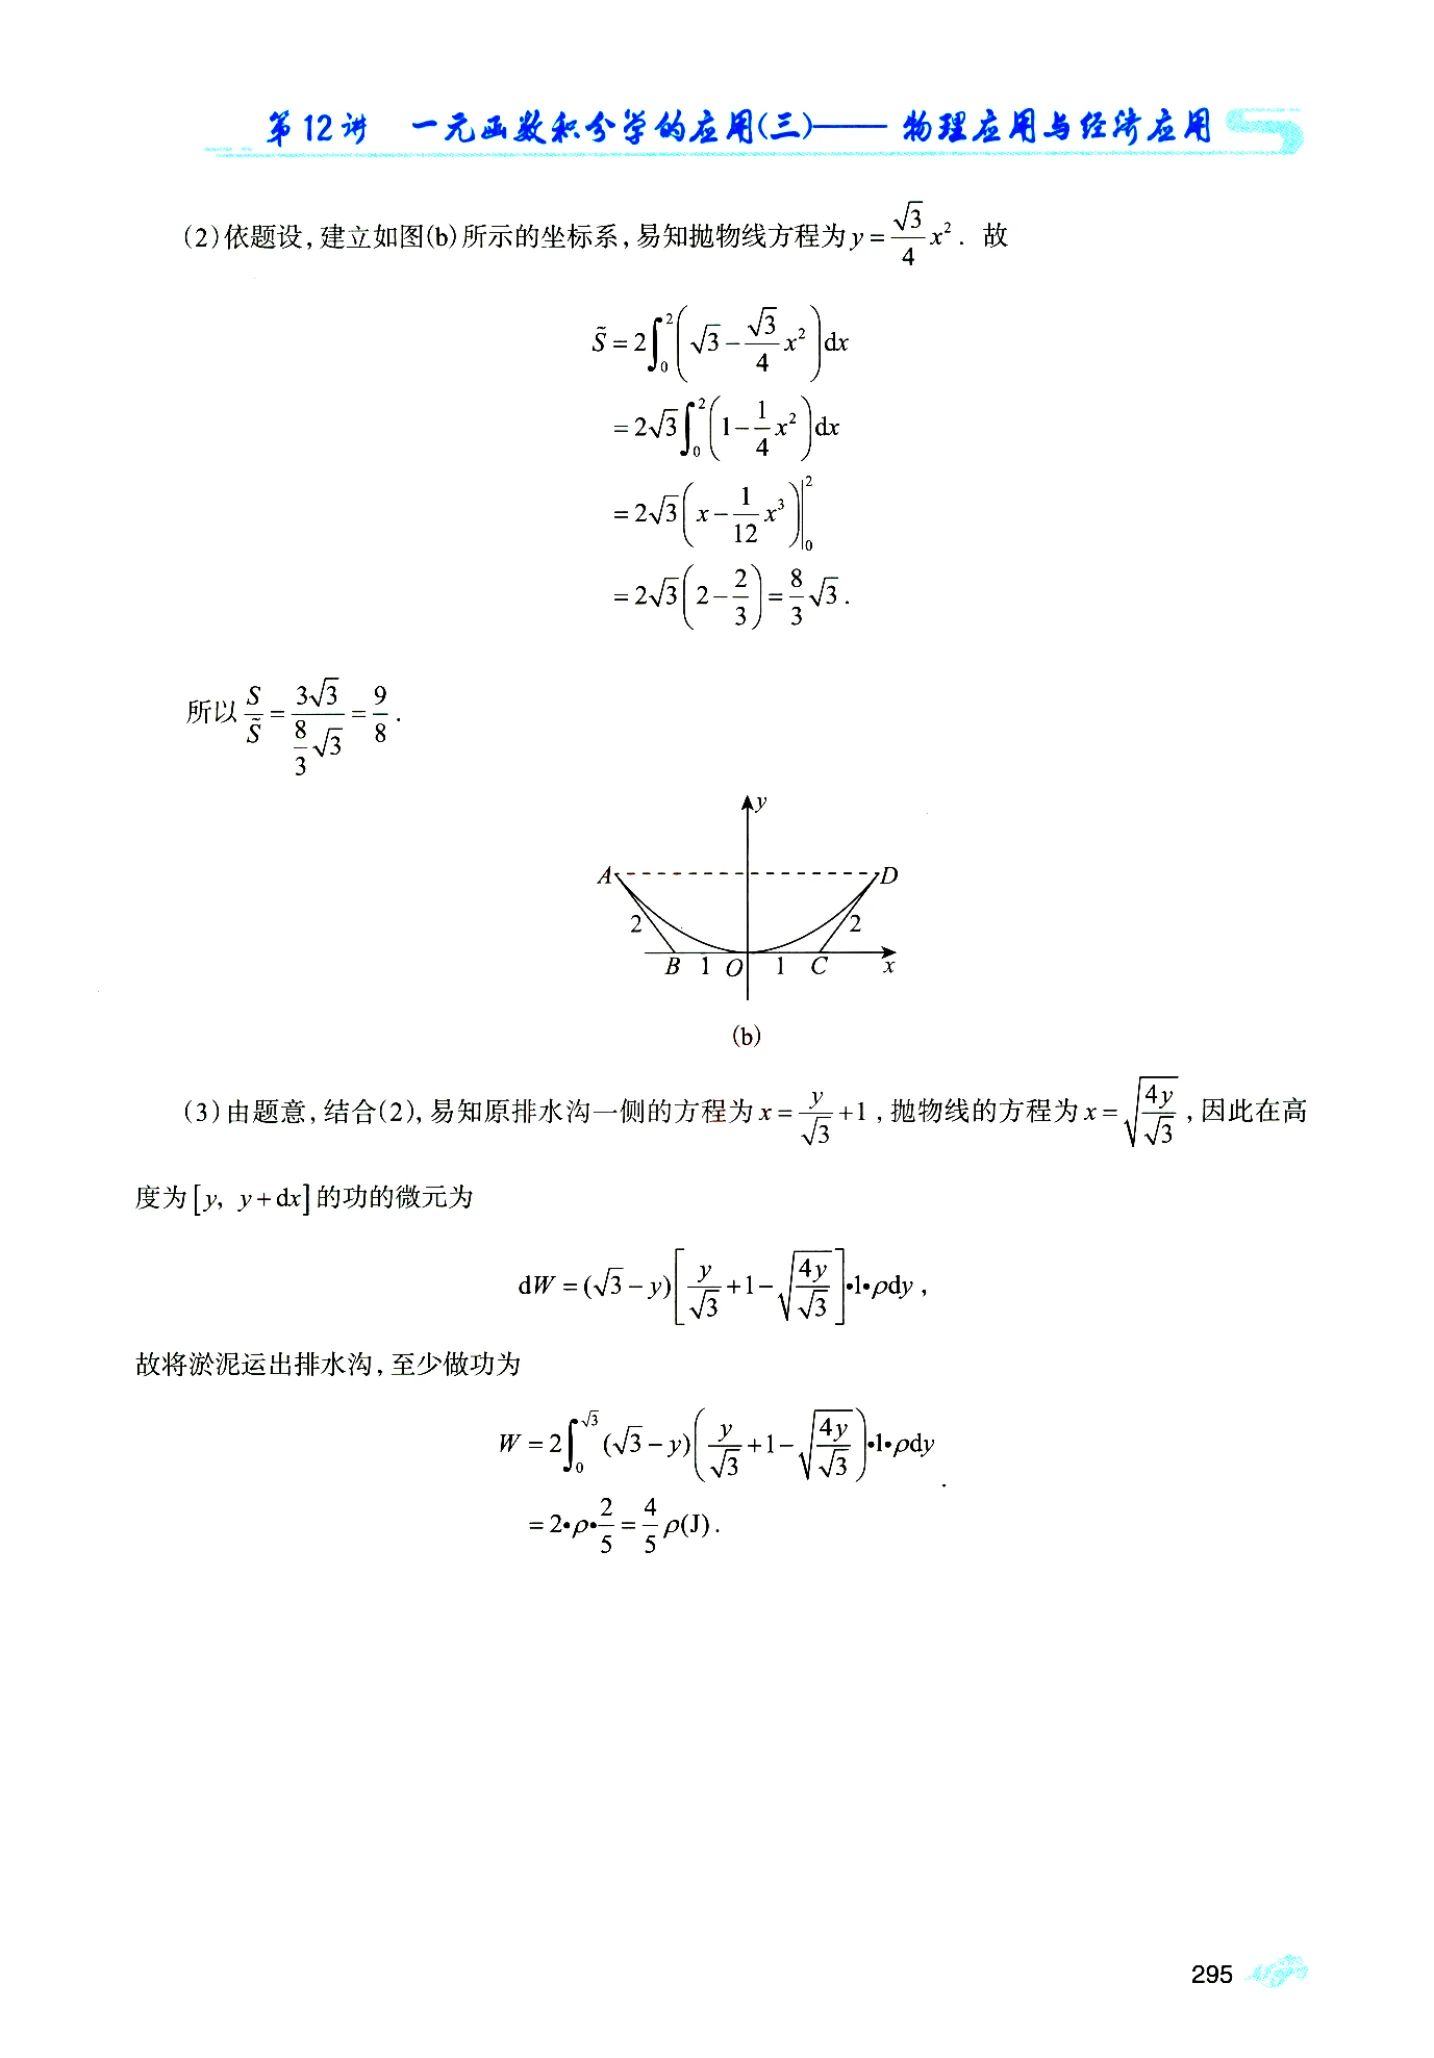 第12讲 一元函数积分学的应用(三)—— 物理应用与经济应用
(2)依题设,建立如图(b)所示的坐标系,易知抛物线方程为 $y=\frac{\sqrt{3}}{4}x^2$. 故
$\tilde{S}=2\int_0^2\left(\sqrt{3}-\frac{\sqrt{3}}{4}x^2\right)dx$
$=2\sqrt{3}\int_0^2\left(1-\frac{1}{4}x^2\right)dx$
$=2\sqrt{3}\left(x-\frac{1}{12}x^3\right)\Big|_0^2$
$=2\sqrt{3}\left(2-\frac{2}{3}\right)=\frac{8}{3}\sqrt{3}.$
所以 $\frac{S}{\tilde{S}}=\frac{3\sqrt{3}}{\frac{8}{3}\sqrt{3}}=\frac{9}{8}.$
y
A D
2 2
B 1 O 1 C x
(b)
(3)由题意,结合(2),易知原排水沟一侧的方程为 $x=\frac{y}{\sqrt{3}}+1$,抛物线的方程为 $x=\sqrt{\frac{4y}{\sqrt{3}}}$,因此在高
度为 $[y, y+dx]$ 的功的微元为
$dW=(\sqrt{3}-y)\left[\frac{y}{\sqrt{3}}+1-\sqrt{\frac{4y}{\sqrt{3}}}\right]•1•\rho dy,$
故将淤泥运出排水沟,至少做功为
$W=2\int_0^{\sqrt{3}}(\sqrt{3}-y)\left(\frac{y}{\sqrt{3}}+1-\sqrt{\frac{4y}{\sqrt{3}}}\right)•1•\rho dy$.
$=2•\rho•\frac{2}{5}=\frac{4}{5}\rho(J).$
295